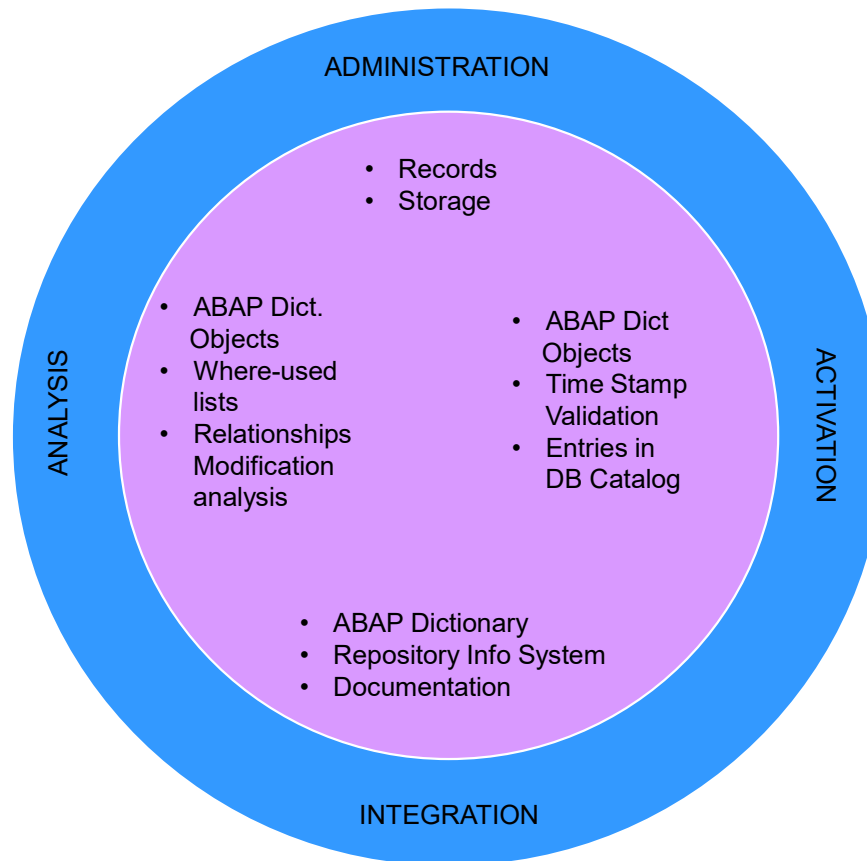 ADMINISTRATION
• Records
• Storage
ANALYSIS
• ABAP Dict.
Objects
• Where-used
lists
• Relationships
Modification
analysis
• ABAP Dict
Objects
• Time Stamp
Validation
• Entries in
DB Catalog
ACTIVATION
• ABAP Dictionary
• Repository Info System
• Documentation
INTEGRATION